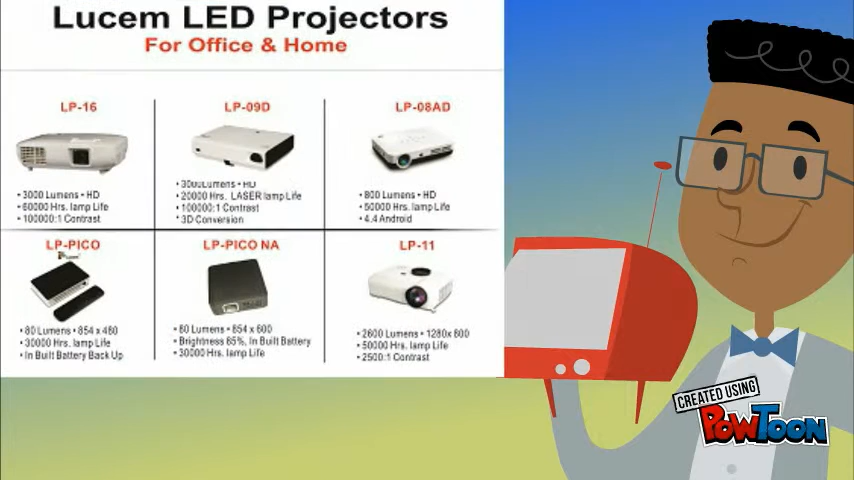 Lucem LED Projectors
For Office & Home
LP-16
• 3000 Lumens • HD
• 60000 Hrs. lamp Life
• 100000:1 Contrast
LP-09D
• 3000Lumens • HD
• 20000 Hrs. LASER lamp Life
• 100000:1 Contrast
* 3D Conversion
LP-08AD
• 800 Lumens • HD
• 50000 Hrs. lamp Life
• 4.4 Android
LP-PICO
• 80 Lumens • 854 x 480
• 30000 Hrs. lamp Life
• In Built Battery Back Up
LP-PICO NA
• 60 Lumens • 854 x 600
• Brightness 65%, In Built Battery
• 30000 Hrs. lamp Life
LP-11
• 2600 Lumens • 1280x 800
• 50000 Hrs. lamp Life
• 2500:1 Contrast
CREATED USING
POWTOON